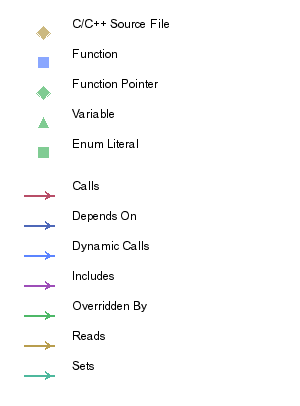 C/C++ Source File
Function
Function Pointer
Variable
Enum Literal
Calls
Depends On
Dynamic Calls
Includes
Overridden By
Reads
Sets